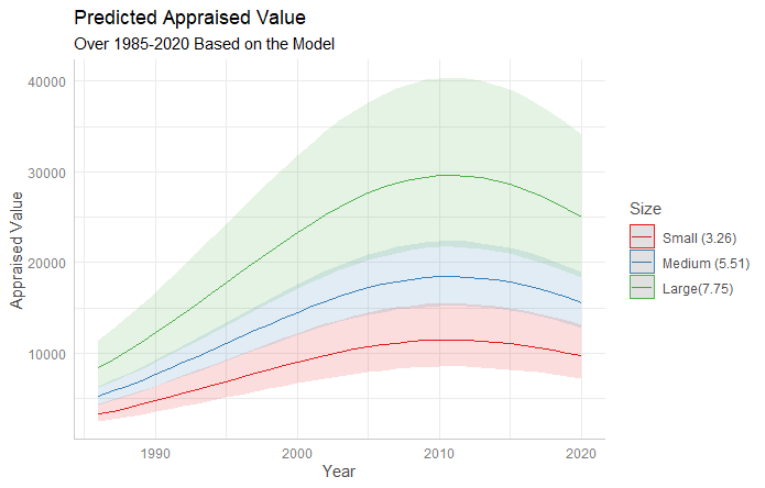 Predicted Appraised Value
Over 1985-2020 Based on the Model
Appraised Value
40000
30000
20000
10000
1990
2000
2010
2020
Year
Size
Small (3.26)
Medium (5.51)
Large(7.75)